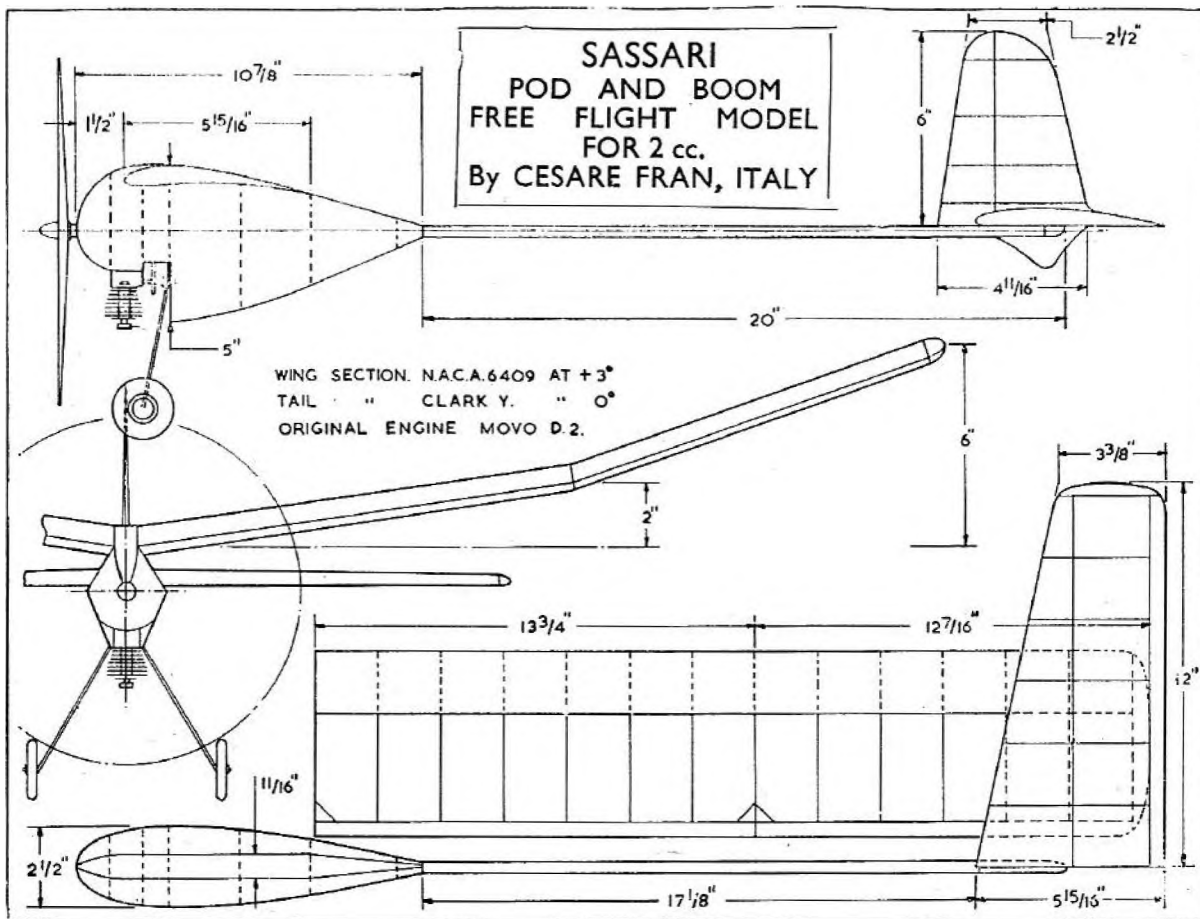 SASSARI
POD AND BOOM
FREE FLIGHT MODEL
FOR 2 cc.
By CESARE FRAN, ITALY
2 1/2"
10 7/8"
1 1/2"
5 15/16"
6"
4 11/16"
20"
5"
WING SECTION. N.A.C.A. 6409 AT +3°
TAIL " CLARK Y. " 0°
ORIGINAL ENGINE MOVO D.2.
6"
2"
3 3/8"
13 3/4"
12 7/16"
12"
11/16"
2 1/2"
17 1/8"
5 15/16"